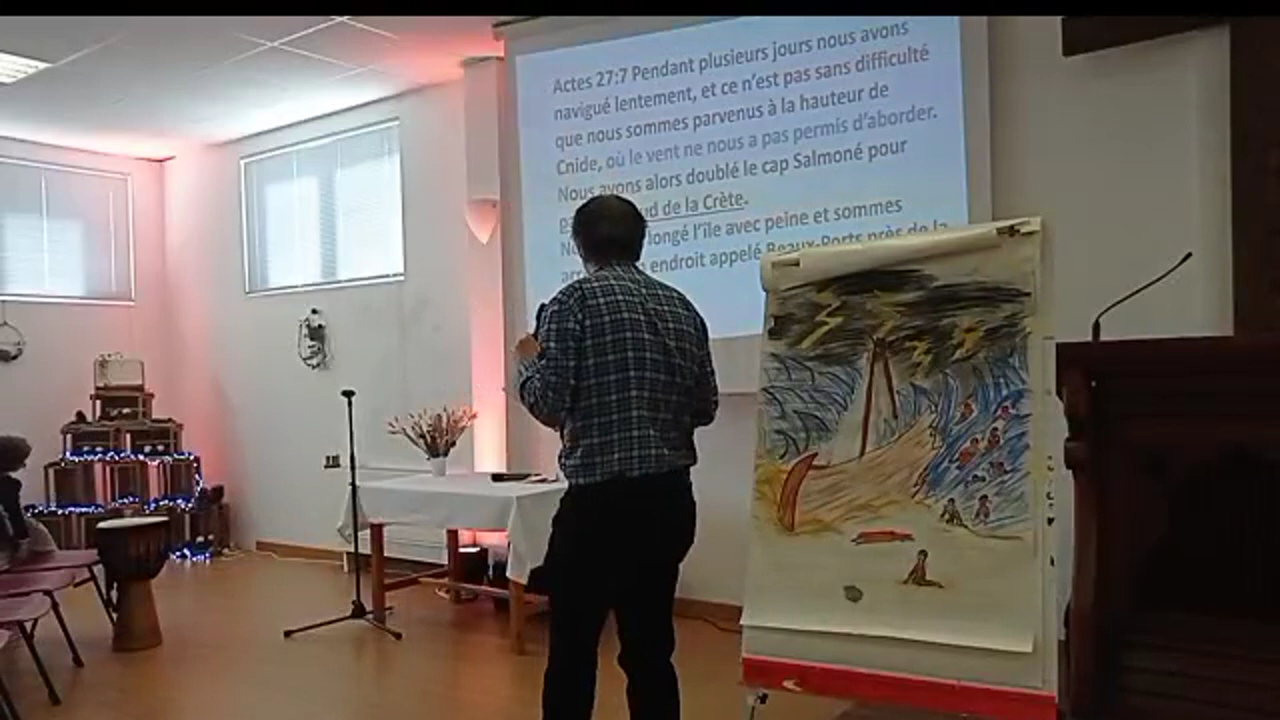 Actes 27:7 Pendant plusieurs jours nous avons
navigué lentement, et ce n'est pas sans difficulté
que nous sommes parvenus à la hauteur de
Cnide, où le vent ne nous a pas permis d'aborder.
Nous avons alors doublé le cap Salmoné pour
ud de la Crète.
longé l'île avec peine et sommes
endroit appelé Beaux-Ports près de la